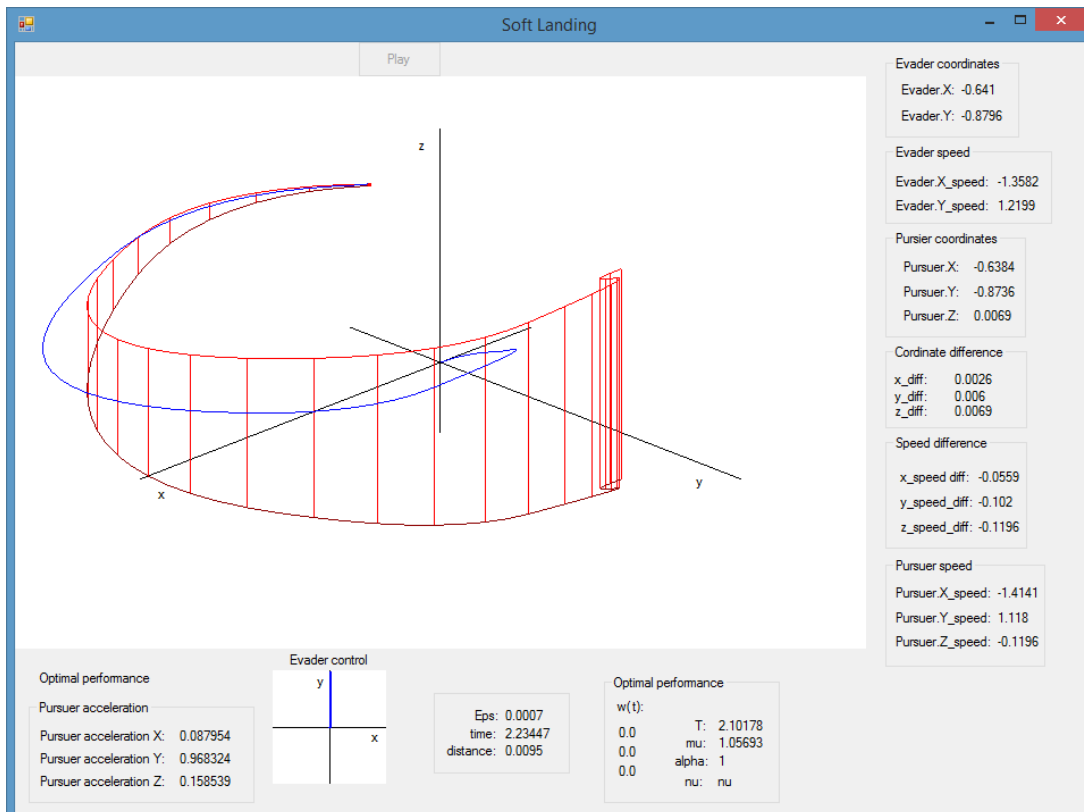 Soft Landing
Play
z
x
y
Evader coordinates
Evader.X: -0.641
Evader.Y: -0.8796
Evader speed
Evader.X_speed: -1.3582
Evader.Y_speed: 1.2199
Pursier coordinates
Pursuer.X: -0.6384
Pursuer.Y: -0.8736
Pursuer.Z: 0.0069
Cordinate difference
x_diff: 0.0026
y_diff: 0.006
z_diff: 0.0069
Speed difference
x_speed diff: -0.0559
y_speed_diff: -0.102
z_speed_diff: -0.1196
Pursuer speed
Pursuer.X_speed: -1.4141
Pursuer.Y_speed: 1.118
Pursuer.Z_speed: -0.1196
Optimal performance
Pursuer acceleration
Pursuer acceleration X: 0.087954
Pursuer acceleration Y: 0.968324
Pursuer acceleration Z: 0.158539
Evader control
y
x
Eps: 0.0007
time: 2.23447
distance: 0.0095
Optimal performance
w(t):
0.0
0.0
0.0
T: 2.10178
mu: 1.05693
alpha: 1
nu: nu